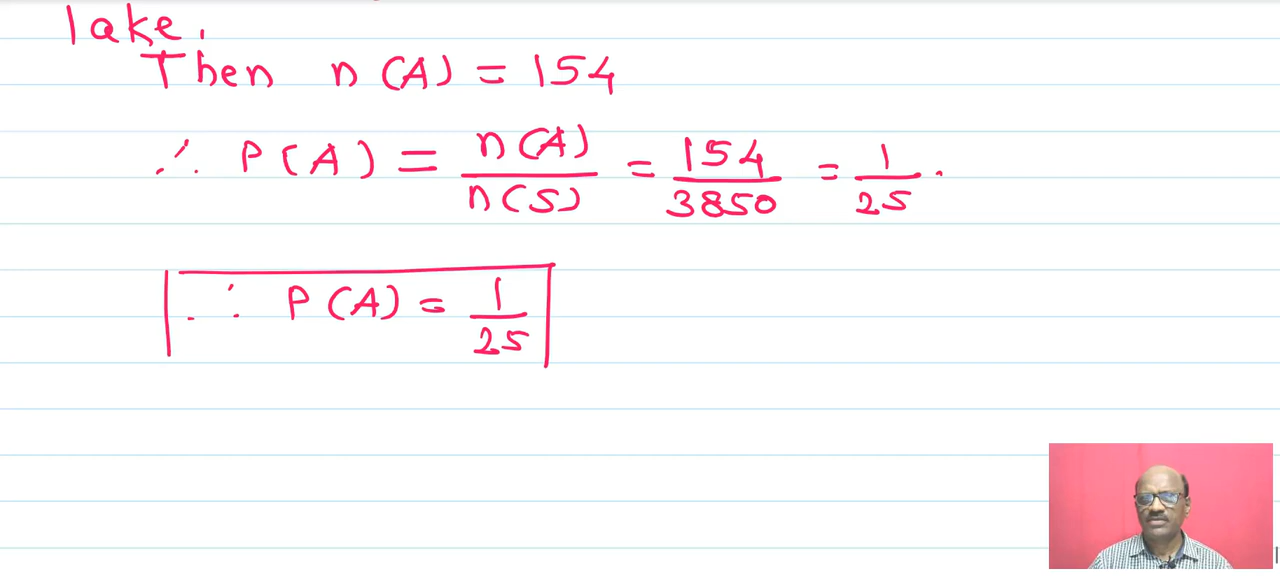 lake.
Then n(A) = 154
∴ P(A) = n(A)/n(S) = 154/3850 = 1/25.
∴ P(A) = 1/25